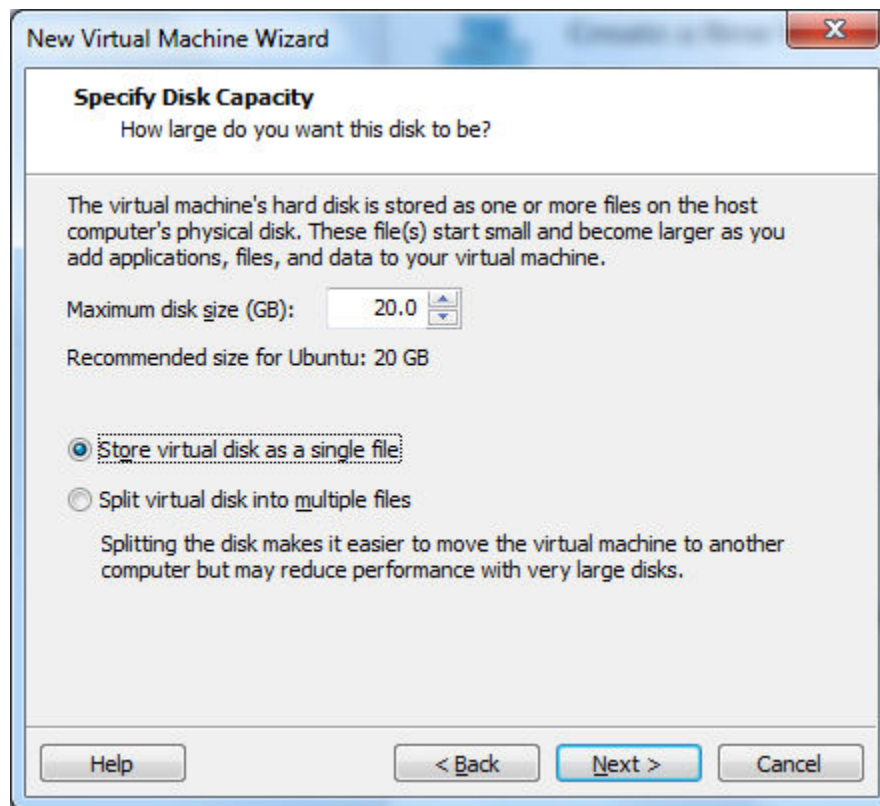 New Virtual Machine Wizard
Specify Disk Capacity
How large do you want this disk to be?
The virtual machine's hard disk is stored as one or more files on the host
computer's physical disk. These file(s) start small and become larger as you
add applications, files, and data to your virtual machine.
Maximum disk size (GB): 20.0
Recommended size for Ubuntu: 20 GB
Store virtual disk as a single file
Split virtual disk into multiple files
Splitting the disk makes it easier to move the virtual machine to another
computer but may reduce performance with very large disks.
Help < Back Next > Cancel